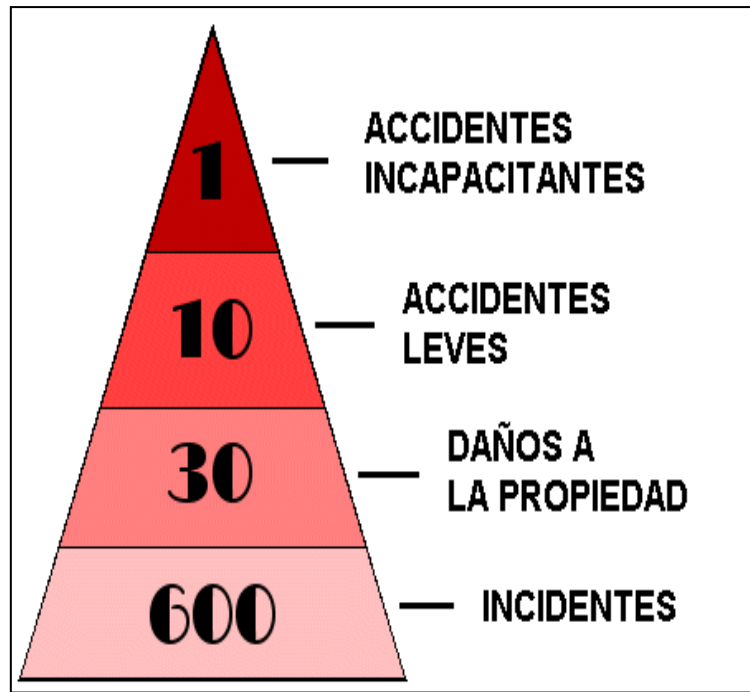 1
ACCIDENTES
INCAPACITANTES
10
ACCIDENTES
LEVES
30
DAÑOS A
LA PROPIEDAD
600
INCIDENTES